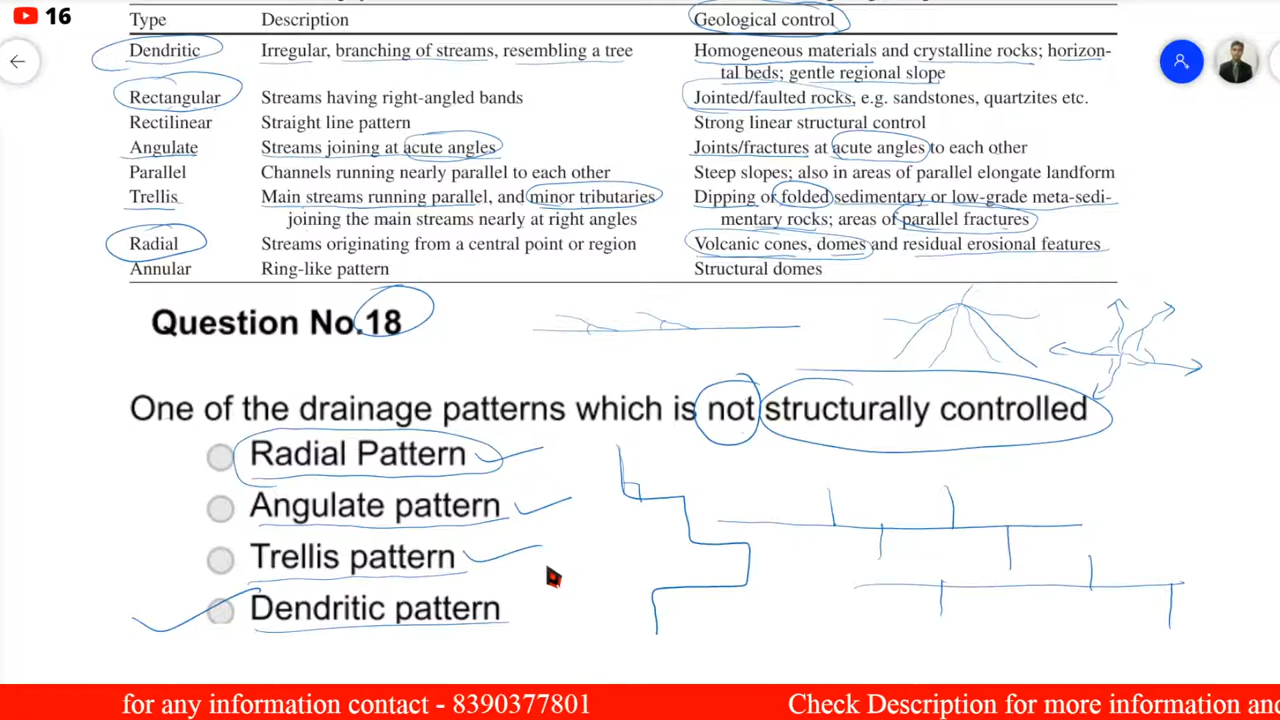 16
Type Description Geological control
Dendritic Irregular, branching of streams, resembling a tree Homogeneous materials and crystalline rocks; horizon-
tal beds; gentle regional slope
Rectangular Streams having right-angled bands Jointed/faulted rocks, e.g. sandstones, quartzites etc.
Rectilinear Straight line pattern Strong linear structural control
Angulate Streams joining at acute angles Joints/fractures at acute angles to each other
Parallel Channels running nearly parallel to each other Steep slopes; also in areas of parallel elongate landform
Trellis Main streams running parallel, and minor tributaries Dipping or folded sedimentary or low-grade meta-sedi-
joining the main streams nearly at right angles mentary rocks; areas of parallel fractures
Radial Streams originating from a central point or region Volcanic cones, domes and residual erosional features
Annular Ring-like pattern Structural domes
Question No.18
One of the drainage patterns which is not structurally controlled
Radial Pattern
Angulate pattern
Trellis pattern
Dendritic pattern
for any information contact - 8390377801 Check Description for more information and